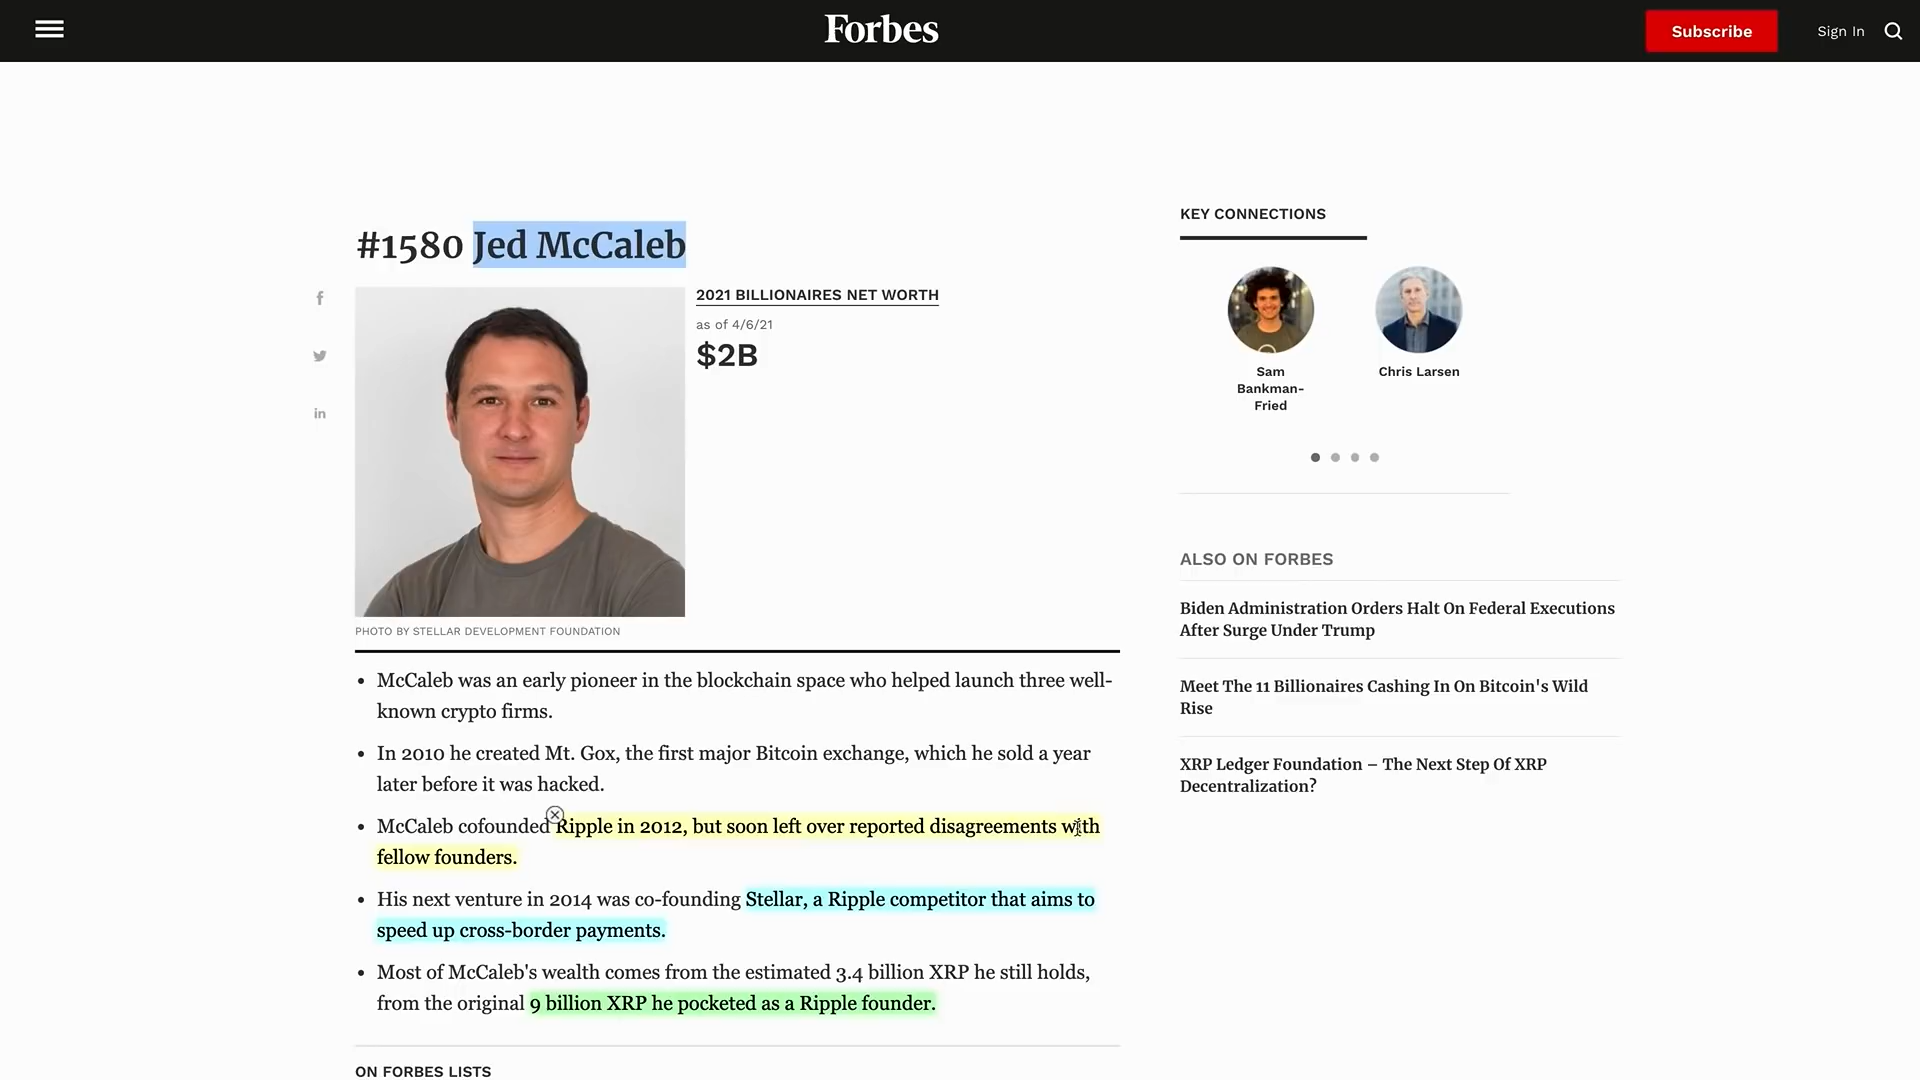 Forbes
Subscribe
Sign In
#1580 Jed McCaleb
2021 BILLIONAIRES NET WORTH
as of 4/6/21
$2B
PHOTO BY STELLAR DEVELOPMENT FOUNDATION
• McCaleb was an early pioneer in the blockchain space who helped launch three well-
known crypto firms.
• In 2010 he created Mt. Gox, the first major Bitcoin exchange, which he sold a year
later before it was hacked.
• McCaleb cofounded Ripple in 2012, but soon left over reported disagreements with
fellow founders.
• His next venture in 2014 was co-founding Stellar, a Ripple competitor that aims to
speed up cross-border payments.
• Most of McCaleb's wealth comes from the estimated 3.4 billion XRP he still holds,
from the original 9 billion XRP he pocketed as a Ripple founder.
ON FORBES LISTS
KEY CONNECTIONS
Sam
Bankman-
Fried
Chris Larsen
ALSO ON FORBES
Biden Administration Orders Halt On Federal Executions
After Surge Under Trump
Meet The 11 Billionaires Cashing In On Bitcoin's Wild
Rise
XRP Ledger Foundation – The Next Step Of XRP
Decentralization?